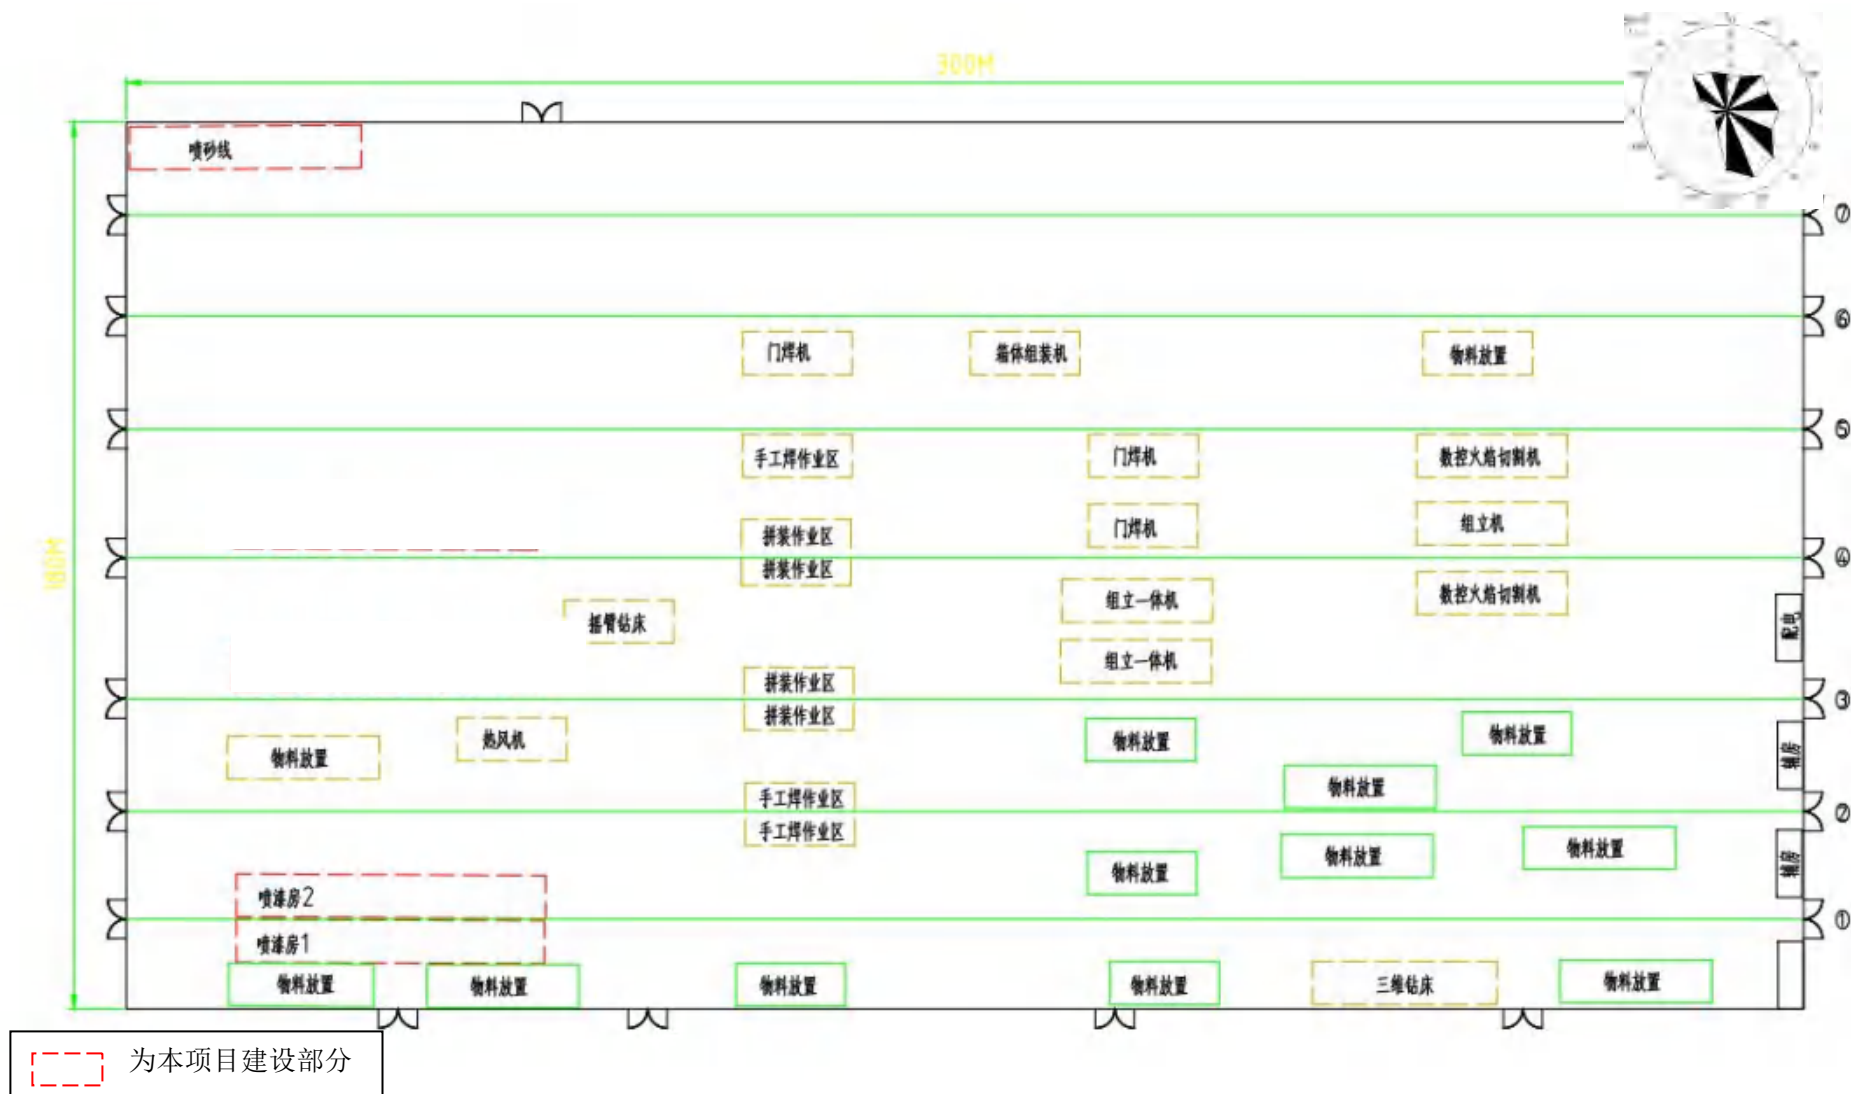 300M
喷砂线
⑦
⑥
门焊机
箱体组装机
物料放置
⑤
手工焊作业区
门焊机
数控火焰切割机
拼装作业区
门焊机
组立机
180M
④
拼装作业区
组立一体机
数控火焰切割机
摇臂钻床
配电
组立一体机
拼装作业区
③
拼装作业区
物料放置
物料放置
热风机
物料放置
辅房
物料放置
手工焊作业区
②
手工焊作业区
物料放置
物料放置
物料放置
辅房
喷漆房2
①
喷漆房1
物料放置
物料放置
物料放置
物料放置
三维钻床
物料放置
为本项目建设部分